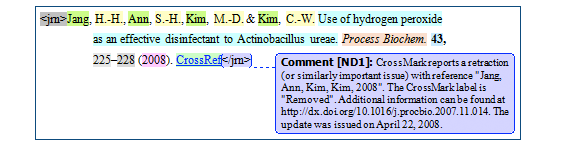 <jrn>Jang, H.-H., Ann, S.-H., Kim, M.-D. & Kim, C.-W. Use of hydrogen peroxide
as an effective disinfectant to Actinobacillus ureae. Process Biochem. 43,
225–228 (2008). CrossRef</jrn>
Comment [ND1]: CrossMark reports a retraction
(or similarly important issue) with reference "Jang,
Ann, Kim, Kim, 2008". The CrossMark label is
"Removed". Additional information can be found at
http://dx.doi.org/10.1016/j.procbio.2007.11.014. The
update was issued on April 22, 2008.